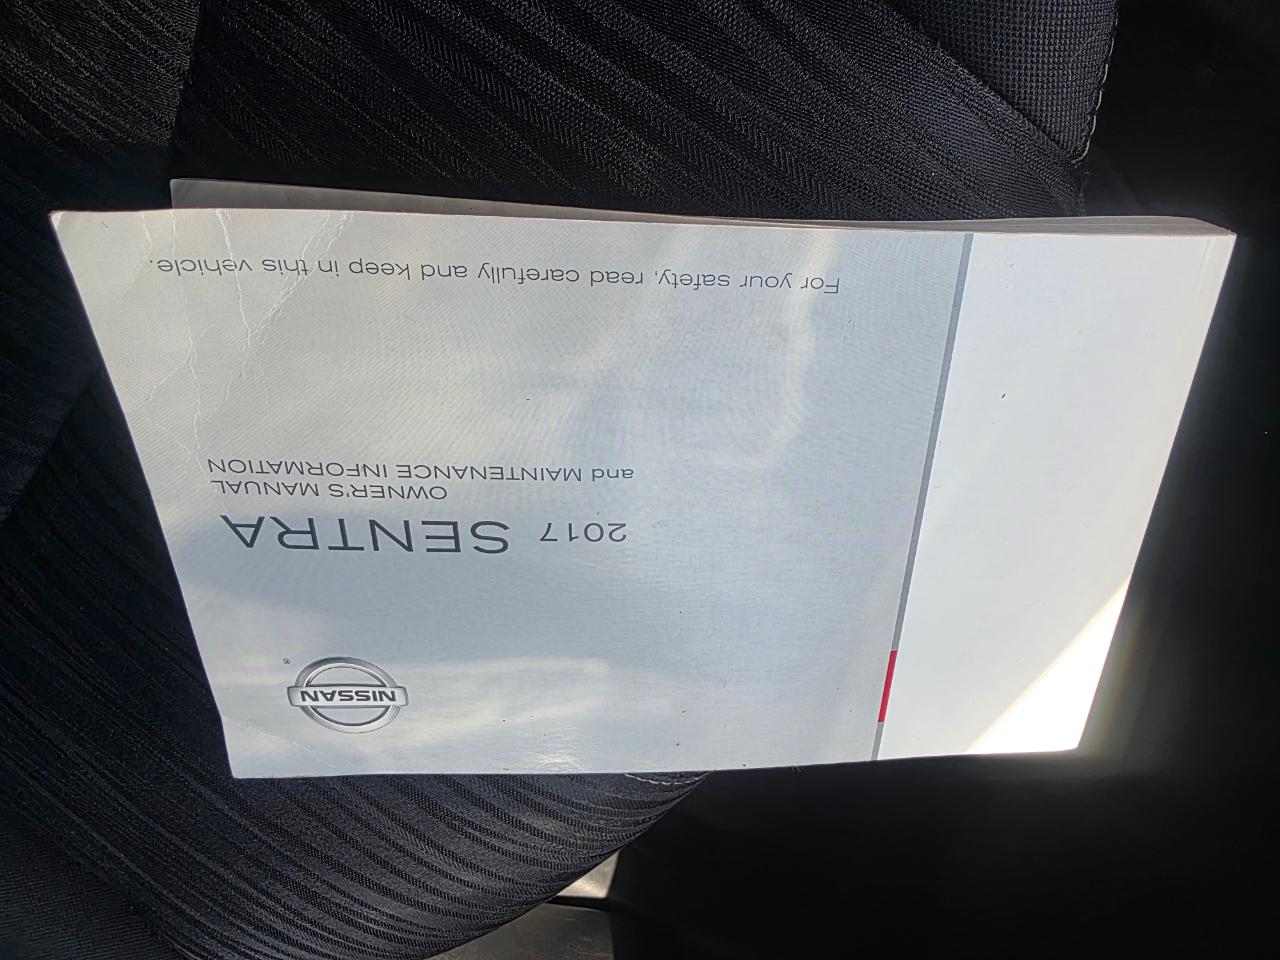 NISSAN
®
2017 SENTRA
OWNER'S MANUAL
and MAINTENANCE INFORMATION
For your safety, read carefully and keep in this vehicle.